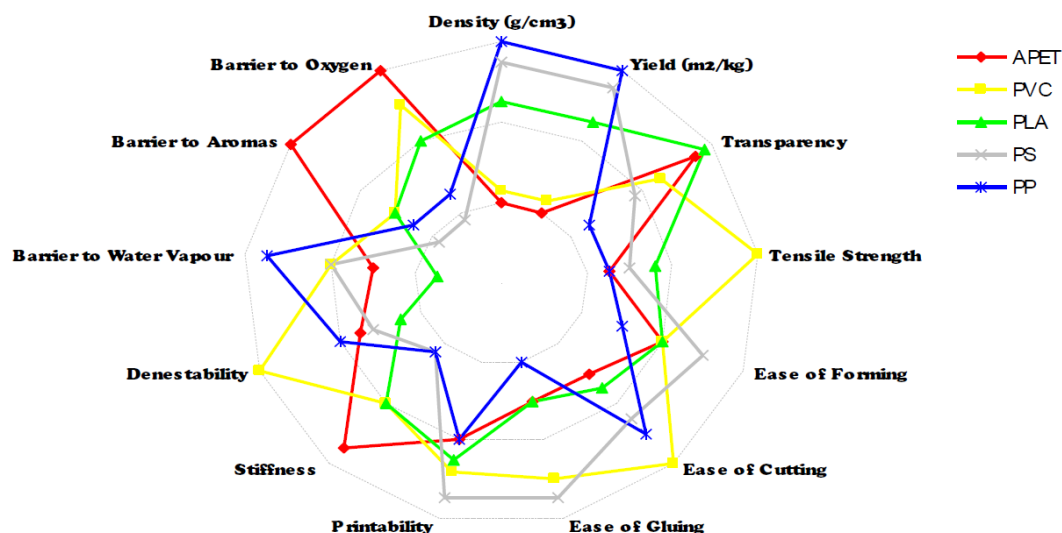 Density (g/cm3)
Yield (m2/kg)
Transparency
Tensile Strength
Ease of Forming
Ease of Cutting
Ease of Gluing
Printability
Stiffness
Denestability
Barrier to Water Vapour
Barrier to Aromas
Barrier to Oxygen
APET
PVC
PLA
PS
PP